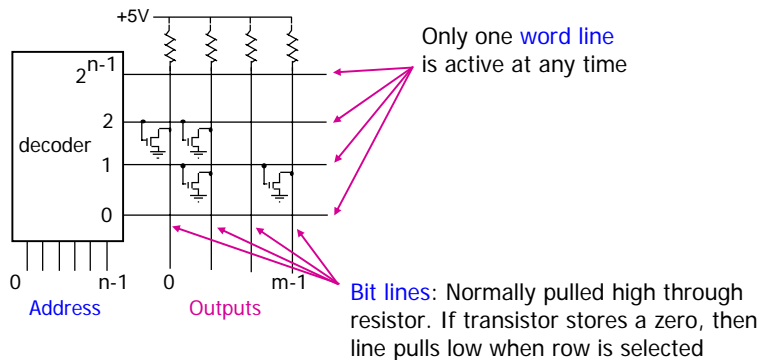 +5V
Only one word line
is active at any time
2n-1
2
decoder
1
0
0 n-1 0 m-1
Address Outputs
Bit lines: Normally pulled high through
resistor. If transistor stores a zero, then
line pulls low when row is selected